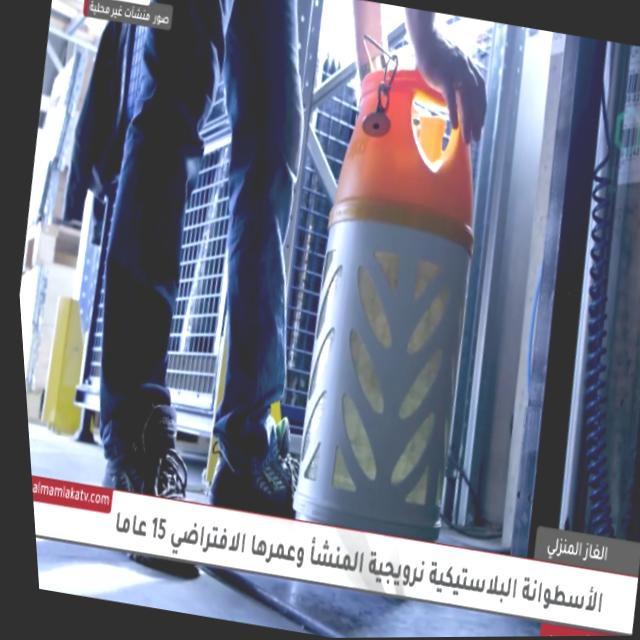 صور منشآت غير محلية
almamlakatv.com
الغاز المنزلي
الأسطوانة البلاستيكية نرويجية المنشأ وعمرها الافتراضي 15 عاما